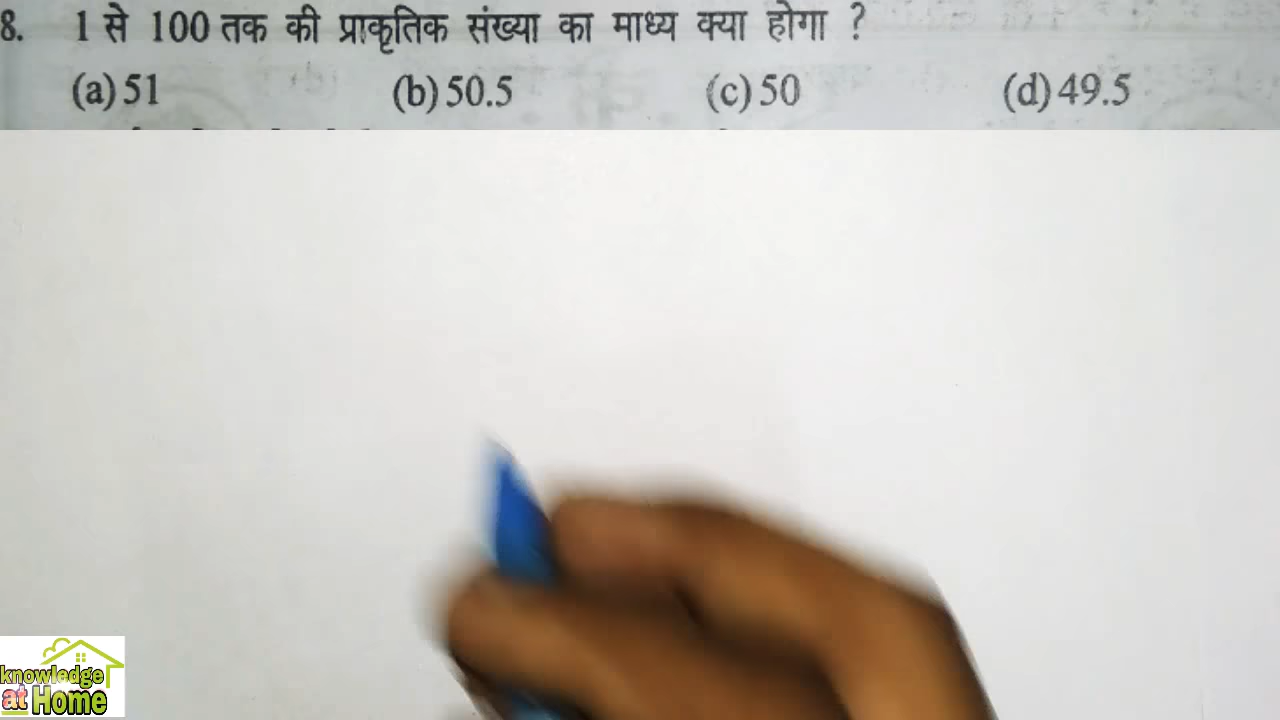 8. 1 से 100 तक की प्राकृतिक संख्या का माध्य क्या होगा ?
(a) 51 (b) 50.5 (c) 50 (d) 49.5
knowledge
at Home